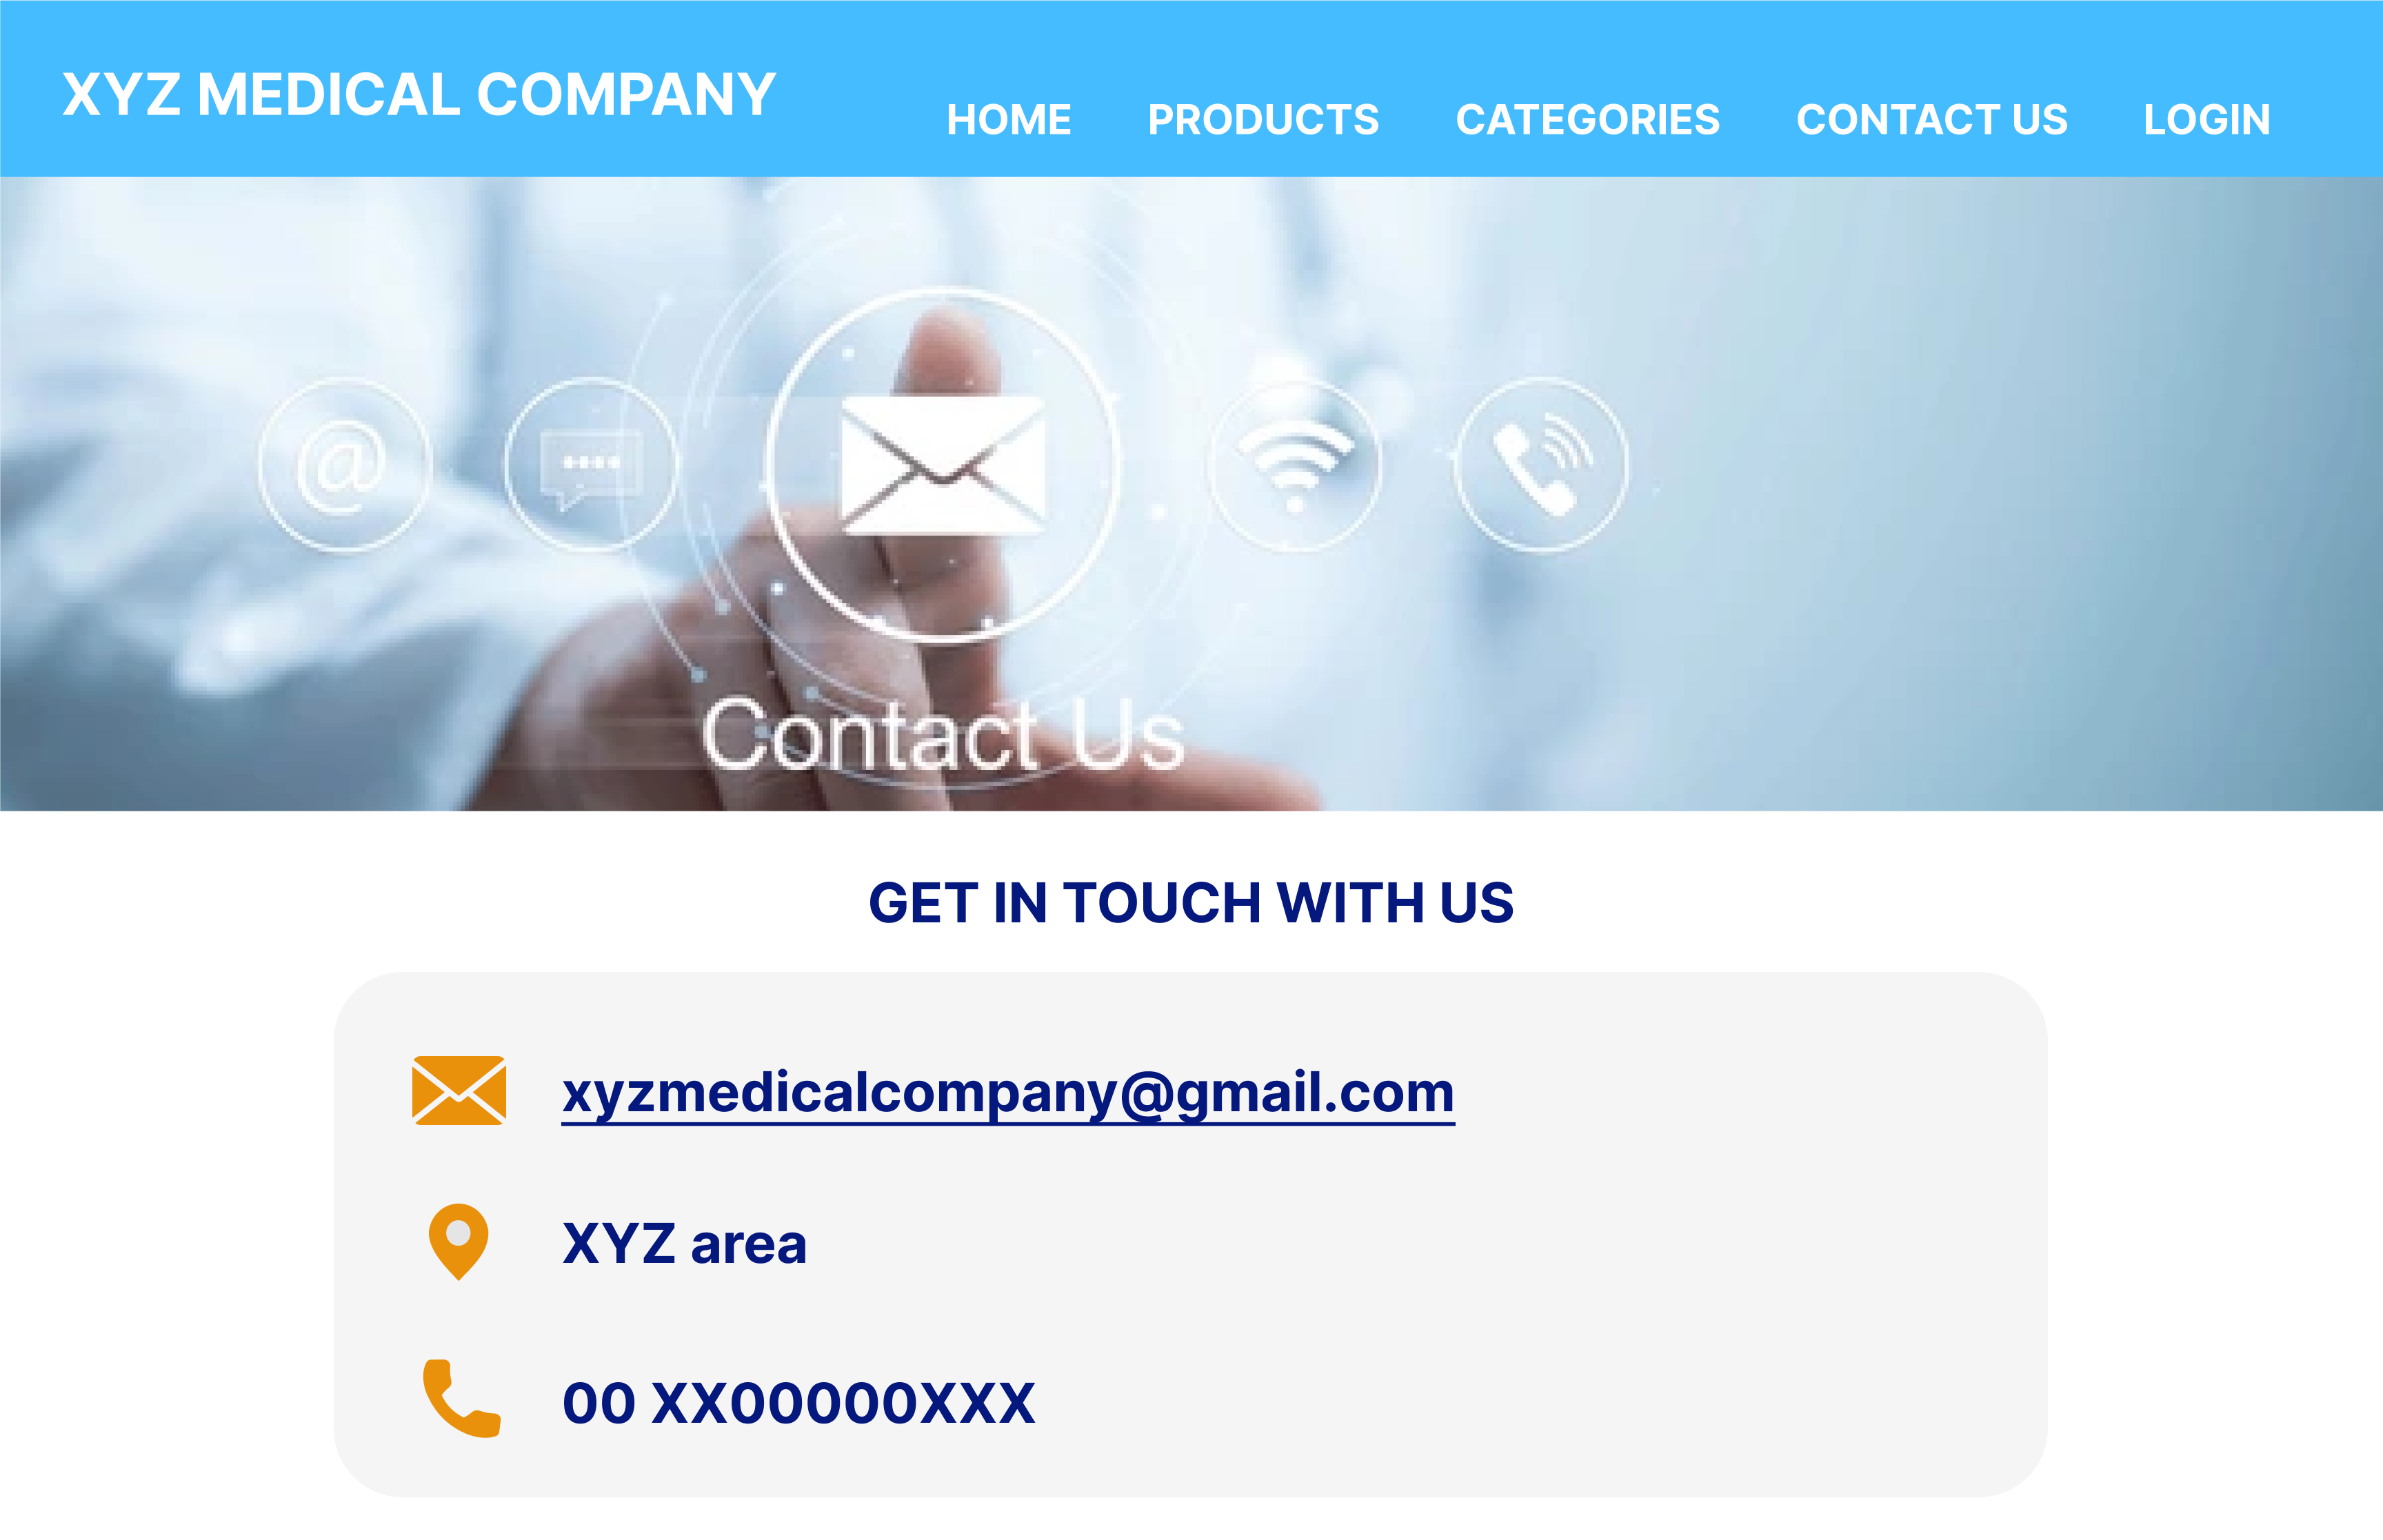 XYZ MEDICAL COMPANY
HOME PRODUCTS CATEGORIES CONTACT US LOGIN
@
Contact Us
GET IN TOUCH WITH US
xyzmedicalcompany@gmail.com
XYZ area
00 XX00000XXX